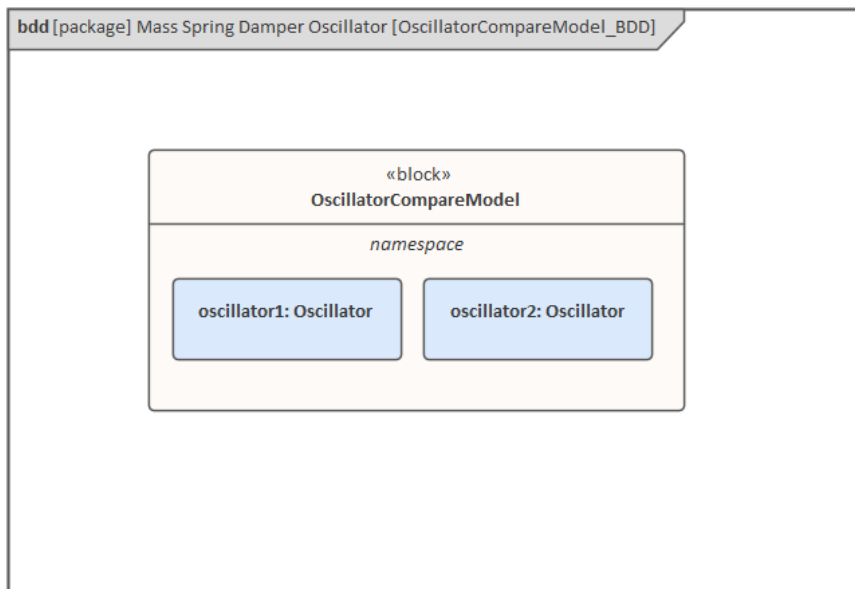 bdd [package] Mass Spring Damper Oscillator [OscillatorCompareModel_BDD]
«block»
OscillatorCompareModel
namespace
oscillator1: Oscillator
oscillator2: Oscillator